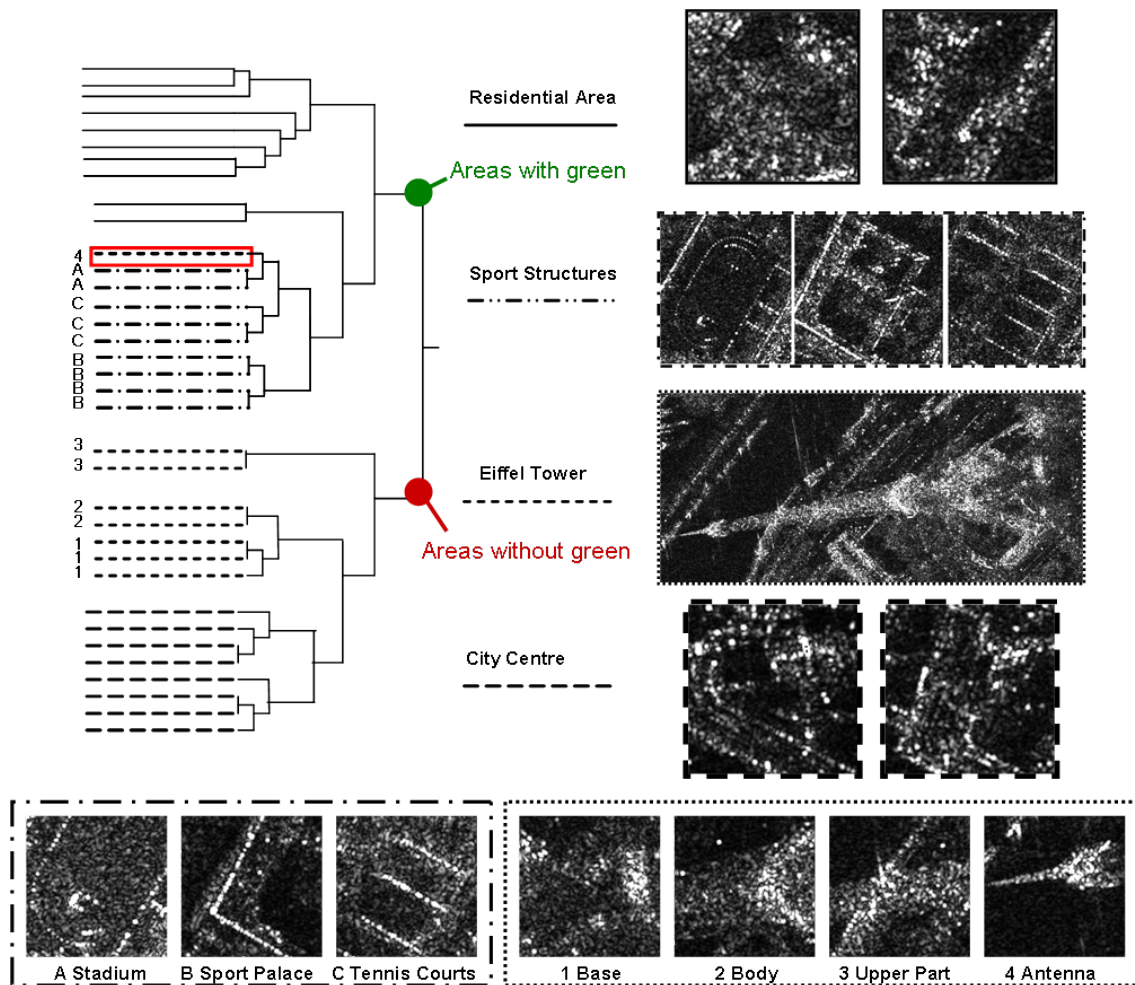 Residential Area
Areas with green
4
A
A
Sport Structures
C
C
C
B
B
B
B
3
3
Eiffel Tower
2
2
Areas without green
1
1
1
City Centre
A Stadium
B Sport Palace
C Tennis Courts
1 Base
2 Body
3 Upper Part
4 Antenna